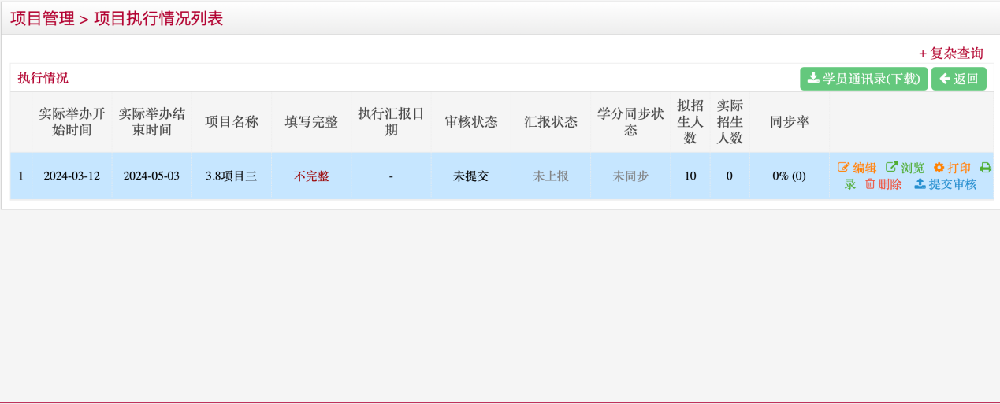 项目管理 > 项目执行情况列表
+ 复杂查询
执行情况
学员通讯录(下载) 返回
实际举办开始时间 实际举办结束时间 项目名称 填写完整 执行汇报日期 审核状态 汇报状态 学分同步状态 拟招生人数 实际招生人数 同步率
1 2024-03-12 2024-05-03 3.8项目三 不完整 - 未提交 未上报 未同步 10 0 0% (0)
编辑 浏览 打印
录 删除 提交审核